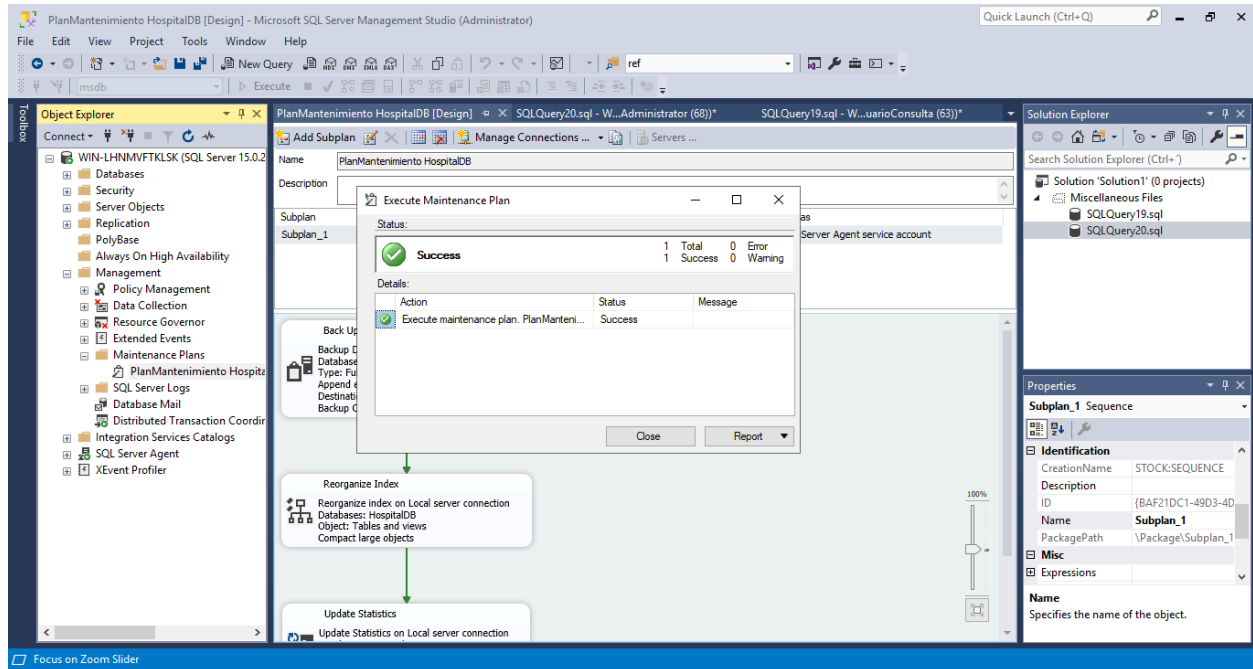 PlanMantenimiento HospitalDB [Design] - Microsoft SQL Server Management Studio (Administrator)
Quick Launch (Ctrl+Q)
File Edit View Project Tools Window Help
New Query
ref
msdb
Execute
Toolbox
Object Explorer
Connect
WIN-LHNMVFTKLSK (SQL Server 15.0.2
Databases
Security
Server Objects
Replication
PolyBase
Always On High Availability
Management
Policy Management
Data Collection
Resource Governor
Extended Events
Maintenance Plans
PlanMantenimiento Hospita
SQL Server Logs
Database Mail
Distributed Transaction Coordin
Integration Services Catalogs
SQL Server Agent
XEvent Profiler
PlanMantenimiento HospitalDB [Design]
SQLQuery20.sql - W...Administrator (68))*
SQLQuery19.sql - W...uarioConsulta (63))*
Add Subplan
Manage Connections ...
Servers ...
Name
PlanMantenimiento HospitalDB
Description
Subplan
as
Subplan_1
Server Agent service account
Execute Maintenance Plan
Status:
Success
1 Total 0 Error
1 Success 0 Warning
Details:
Action Status Message
Execute maintenance plan. PlanManteni... Success
Close
Report
Back Up
Backup D
Database
Type: Fu
Append e
Destinati
Backup C
Reorganize Index
Reorganize index on Local server connection
Databases: HospitalDB
Object: Tables and views
Compact large objects
Update Statistics
Update Statistics on Local server connection
100%
Solution Explorer
Search Solution Explorer (Ctrl+´)
Solution 'Solution1' (0 projects)
Miscellaneous Files
SQLQuery19.sql
SQLQuery20.sql
Properties
Subplan_1 Sequence
Identification
CreationName STOCK:SEQUENCE
Description
ID {BAF21DC1-49D3-4D
Name Subplan_1
PackagePath \Package\Subplan_1
Misc
Expressions
Name
Specifies the name of the object.
Focus on Zoom Slider